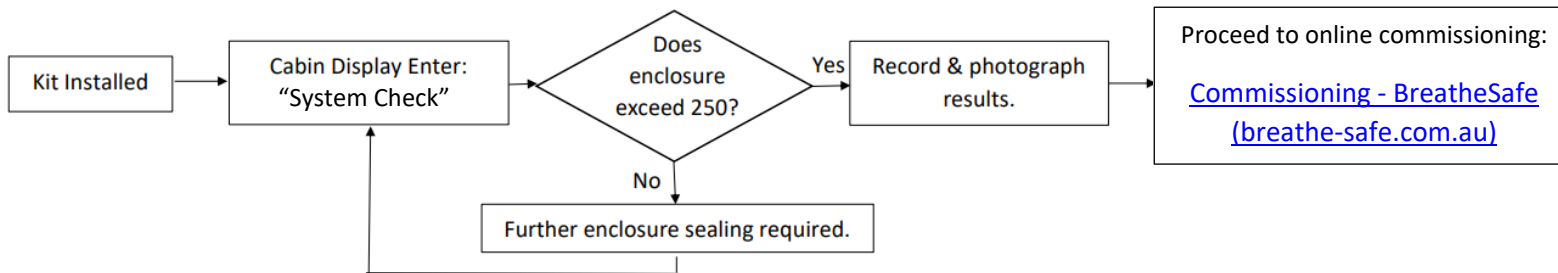 Kit Installed
Cabin Display Enter:
“System Check”
Does
enclosure
exceed 250?
Yes
Record & photograph
results.
Proceed to online commissioning:
Commissioning - BreatheSafe
(breathe-safe.com.au)
No
Further enclosure sealing required.